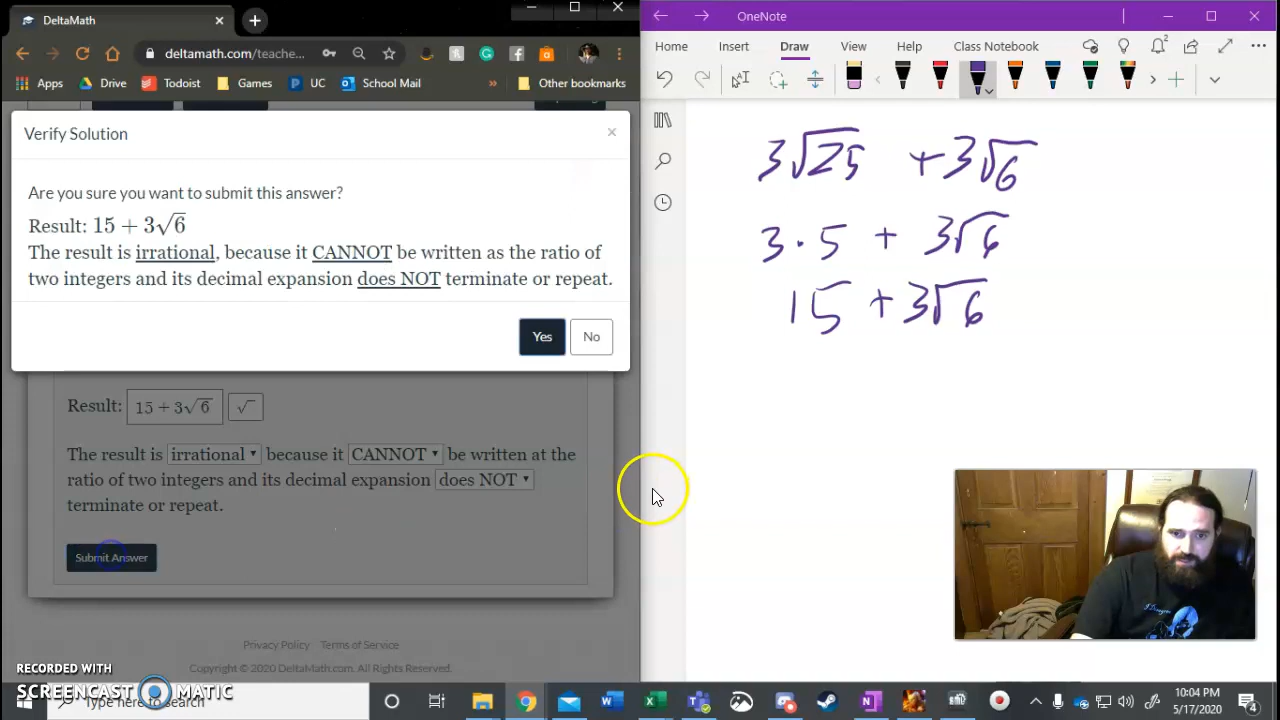 DeltaMath
deltamath.com/teache...
Apps Drive Todoist Games UC School Mail » Other bookmarks
Verify Solution
Are you sure you want to submit this answer?
Result: 15 + 3√6
The result is irrational, because it CANNOT be written as the ratio of
two integers and its decimal expansion does NOT terminate or repeat.
Yes No
Result: 15 + 3√6 √
The result is irrational because it CANNOT be written at the
ratio of two integers and its decimal expansion does NOT
terminate or repeat.
Submit Answer
Privacy Policy Terms of Service
Copyright © 2020 DeltaMath.com. All Rights Reserved.
OneNote
Home Insert Draw View Help Class Notebook
3√25 + 3√6
3 · 5 + 3√6
15 + 3√6
RECORDED WITH
SCREENCAST MATIC
Type here to search
10:04 PM
5/17/2020
4